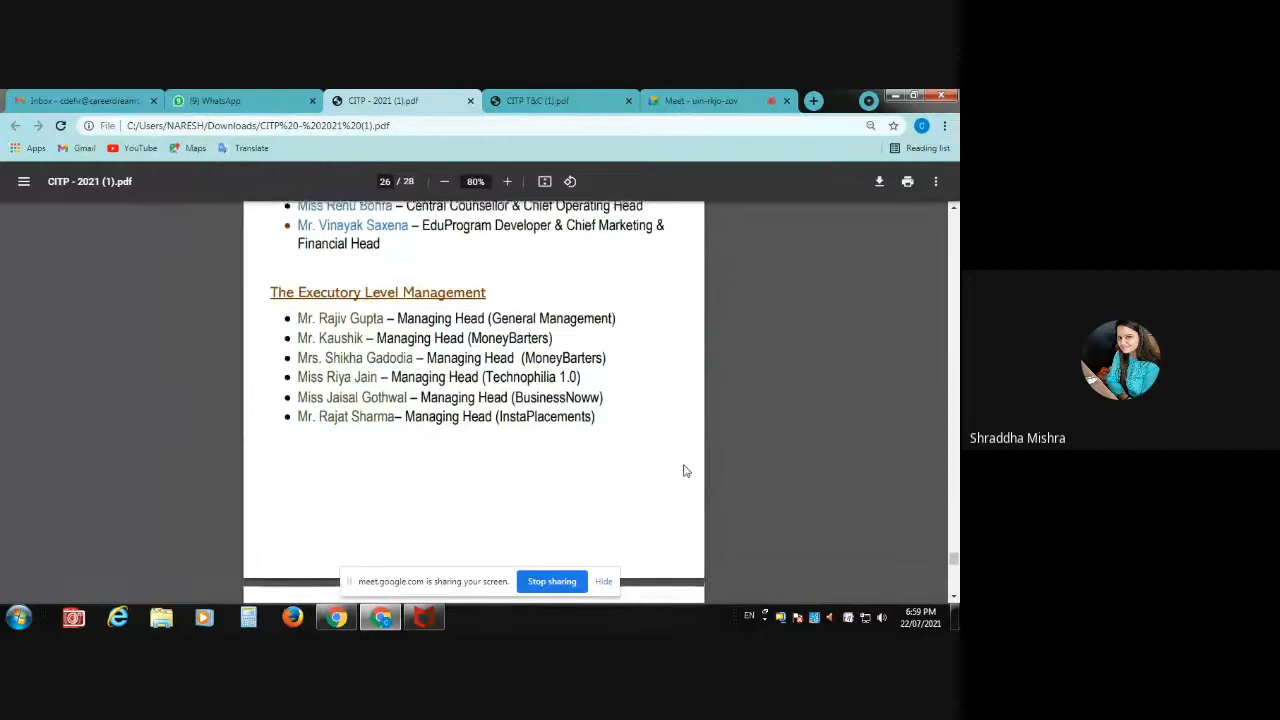 Inbox - cdehr@careerdreams
(9) WhatsApp
CITP - 2021 (1).pdf
CITP T&C (1).pdf
Meet - uin-rkjo-zov
File
C:/Users/NARESH/Downloads/CITP%20-%202021%20(1).pdf
C
Apps
Gmail
YouTube
Maps
Translate
Reading list
CITP - 2021 (1).pdf
26 / 28
80%
Miss Renu Bohra – Central Counsellor & Chief Operating Head
Mr. Vinayak Saxena – EduProgram Developer & Chief Marketing &
Financial Head
The Executory Level Management
Mr. Rajiv Gupta – Managing Head (General Management)
Mr. Kaushik – Managing Head (MoneyBarters)
Mrs. Shikha Gadodia – Managing Head (MoneyBarters)
Miss Riya Jain – Managing Head (Technophilia 1.0)
Miss Jaisal Gothwal – Managing Head (BusinessNoww)
Mr. Rajat Sharma– Managing Head (InstaPlacements)
Shraddha Mishra
meet.google.com is sharing your screen.
Stop sharing
Hide
EN
6:59 PM
22/07/2021